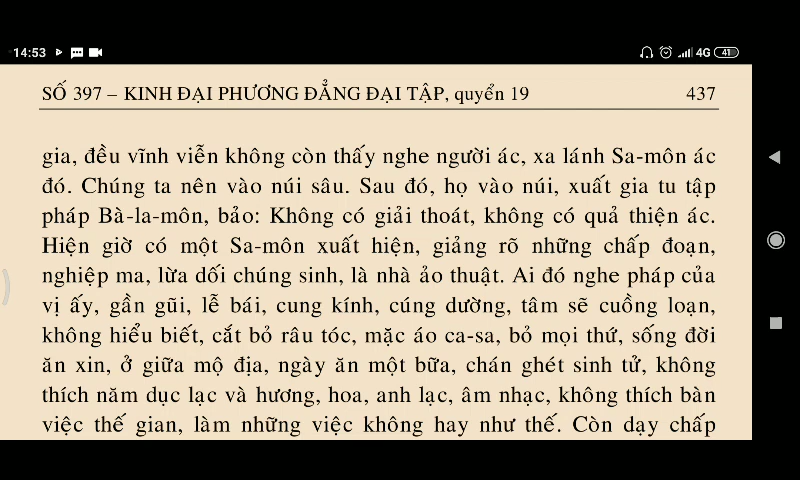 14:53
4G 41
SỐ 397 – KINH ĐẠI PHƯƠNG ĐẲNG ĐẠI TẬP, quyển 19 437
gia, đều vĩnh viễn không còn thấy nghe người ác, xa lánh Sa-môn ác
đó. Chúng ta nên vào núi sâu. Sau đó, họ vào núi, xuất gia tu tập
pháp Bà-la-môn, bảo: Không có giải thoát, không có quả thiện ác.
Hiện giờ có một Sa-môn xuất hiện, giảng rõ những chấp đoạn,
nghiệp ma, lừa dối chúng sinh, là nhà ảo thuật. Ai đó nghe pháp của
vị ấy, gần gũi, lễ bái, cung kính, cúng dường, tâm sẽ cuồng loạn,
không hiểu biết, cắt bỏ râu tóc, mặc áo ca-sa, bỏ mọi thứ, sống đời
ăn xin, ở giữa mộ địa, ngày ăn một bữa, chán ghét sinh tử, không
thích năm dục lạc và hương, hoa, anh lạc, âm nhạc, không thích bàn
việc thế gian, làm những việc không hay như thế. Còn dạy chấp